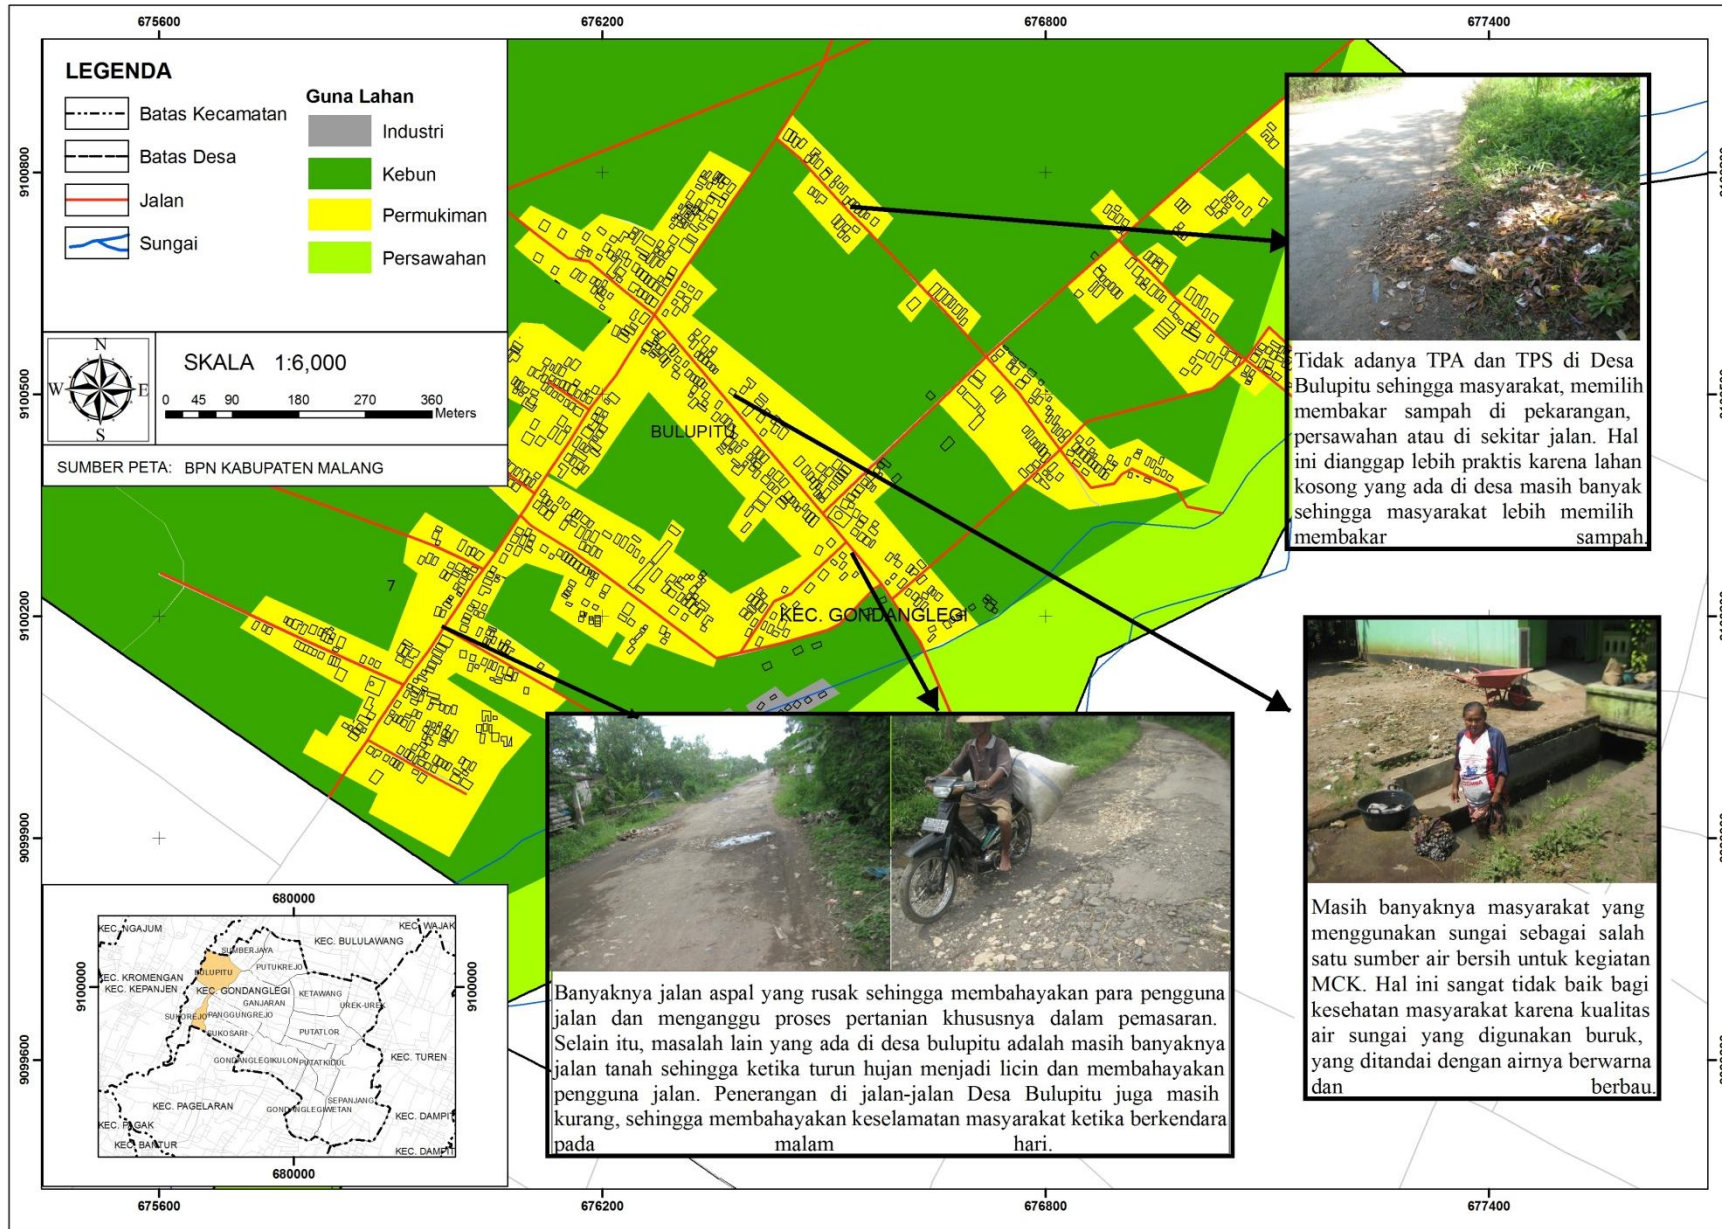 675600
676200
676800
677400
9100800
9100500
9100200
9099900
9099600
LEGENDA
Batas Kecamatan
Batas Desa
Jalan
Sungai
Guna Lahan
Industri
Kebun
Permukiman
Persawahan
N
W
E
S
SKALA 1:6,000
0 45 90 180 270 360
Meters
SUMBER PETA: BPN KABUPATEN MALANG
BULUPITU
7
KEC. GONDANGLEGI
Tidak adanya TPA dan TPS di Desa
Bulupitu sehingga masyarakat, memilih
membakar sampah di pekarangan,
persawahan atau di sekitar jalan. Hal
ini dianggap lebih praktis karena lahan
kosong yang ada di desa masih banyak
sehingga masyarakat lebih memilih
membakar sampah.
Masih banyaknya masyarakat yang
menggunakan sungai sebagai salah
satu sumber air bersih untuk kegiatan
MCK. Hal ini sangat tidak baik bagi
kesehatan masyarakat karena kualitas
air sungai yang digunakan buruk,
yang ditandai dengan airnya berwarna
dan berbau.
Banyaknya jalan aspal yang rusak sehingga membahayakan para pengguna
jalan dan menganggu proses pertanian khususnya dalam pemasaran.
Selain itu, masalah lain yang ada di desa bulupitu adalah masih banyaknya
jalan tanah sehingga ketika turun hujan menjadi licin dan membahayakan
pengguna jalan. Penerangan di jalan-jalan Desa Bulupitu juga masih
kurang, sehingga membahayakan keselamatan masyarakat ketika berkendara
pada malam hari.
680000
9100000
9100000
KEC. NGAJUM
KEC. WAJAK
KEC. BULULAWANG
SUMBERJAYA
PUTUKREJO
BULUPITU
KEC. KROMENGAN
KEC. KEPANJEN
KEC. GONDANGLEGI
KETAWANG
GANJARAN
UREK-UREK
SUKOREJO
PANGGUNGREJO
SUKOSARI
PUTATLOR
GONDANGLEGIKULON
PUTATKIDUL
KEC. TUREN
SEPANJANG
KEC. PAGELARAN
GONDANGLEGIWETAN
KEC. DAMPIT
KEC. PAGAK
KEC. BANTUR
KEC. DAMPIT
680000
675600
676200
676800
677400